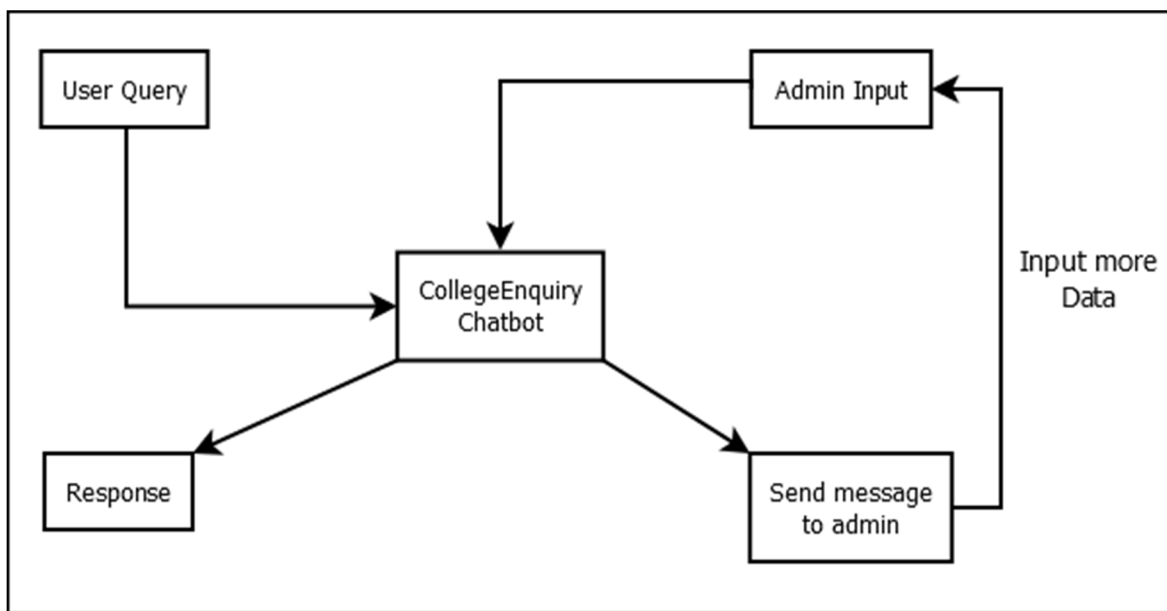 User Query
Admin Input
CollegeEnquiry
Chatbot
Input more
Data
Response
Send message
to admin